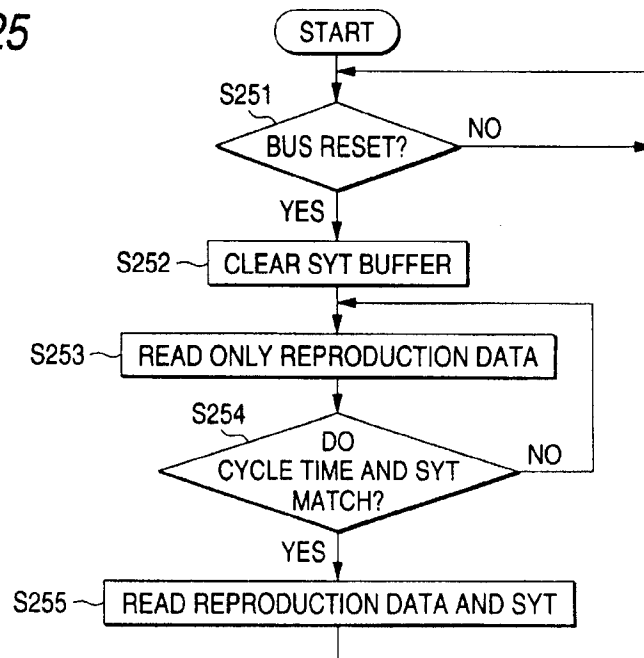 25
START
S251
BUS RESET?
NO
YES
S252
CLEAR SYT BUFFER
S253
READ ONLY REPRODUCTION DATA
S254
DO
CYCLE TIME AND SYT
MATCH?
NO
YES
S255
READ REPRODUCTION DATA AND SYT